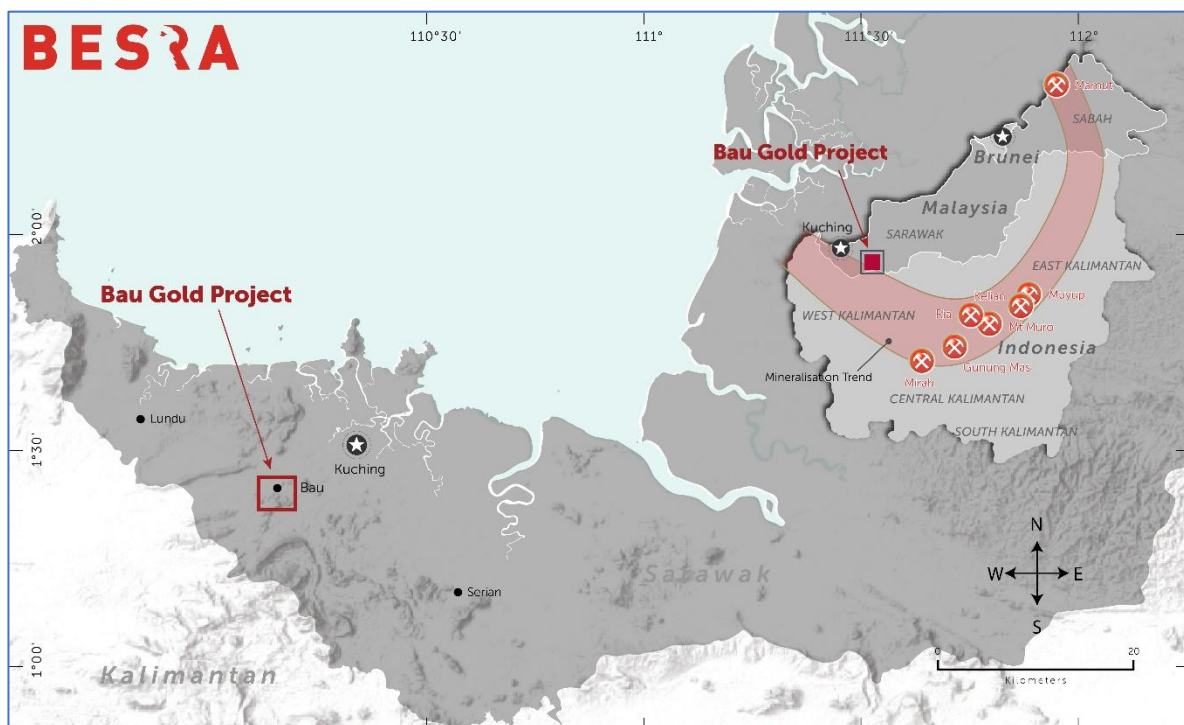 BESRA
110°30'
111°
111°30'
112°
Mamut
SABAH
Brunei
Bau Gold Project
Malaysia
Kuching
SARAWAK
2°00'
EAST KALIMANTAN
Bau Gold Project
Kelian
Muyup
WEST KALIMANTAN
Ria
Mt Muro
Indonesia
Gunung Mas
Mineralisation Trend
Mirah
CENTRAL KALIMANTAN
Lundu
SOUTH KALIMANTAN
1°30'
Kuching
Bau
N
W
E
S
Sarawak
Serian
1°00'
Kalimantan
0
20
Kilometers